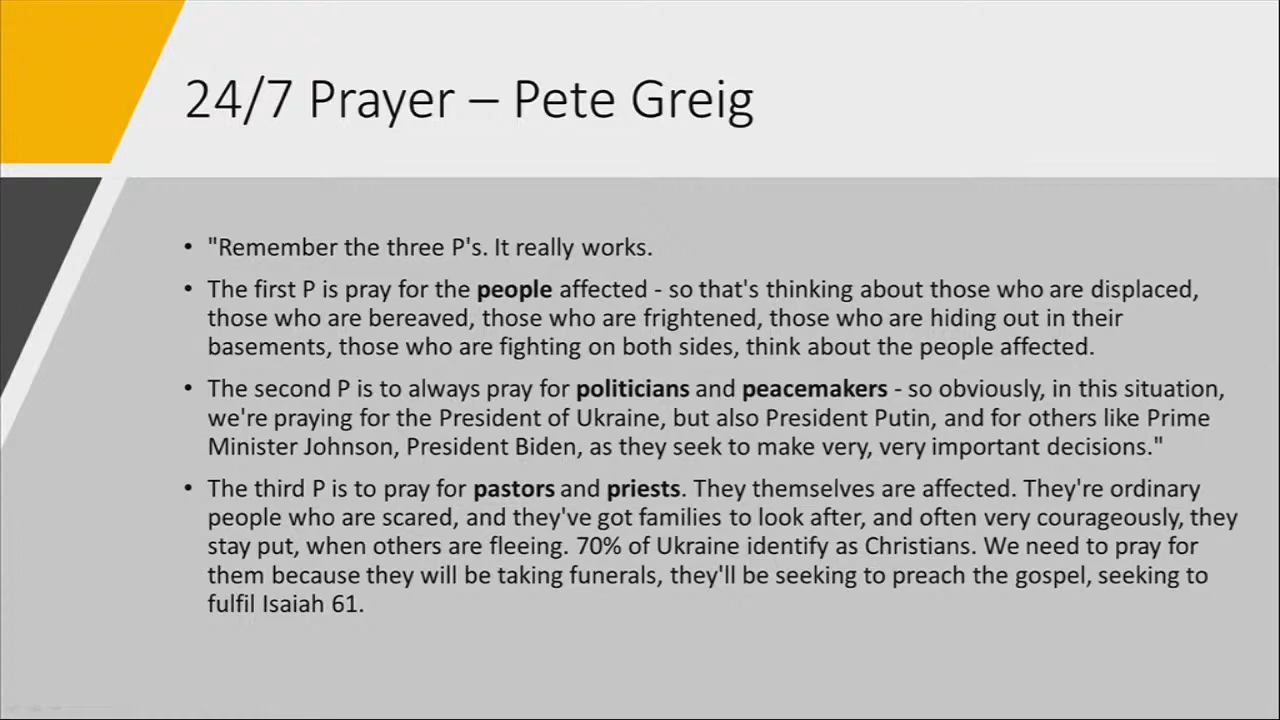 24/7 Prayer – Pete Greig
• "Remember the three P's. It really works.
• The first P is pray for the people affected - so that's thinking about those who are displaced,
those who are bereaved, those who are frightened, those who are hiding out in their
basements, those who are fighting on both sides, think about the people affected.
• The second P is to always pray for politicians and peacemakers - so obviously, in this situation,
we're praying for the President of Ukraine, but also President Putin, and for others like Prime
Minister Johnson, President Biden, as they seek to make very, very important decisions."
• The third P is to pray for pastors and priests. They themselves are affected. They're ordinary
people who are scared, and they've got families to look after, and often very courageously, they
stay put, when others are fleeing. 70% of Ukraine identify as Christians. We need to pray for
them because they will be taking funerals, they'll be seeking to preach the gospel, seeking to
fulfil Isaiah 61.